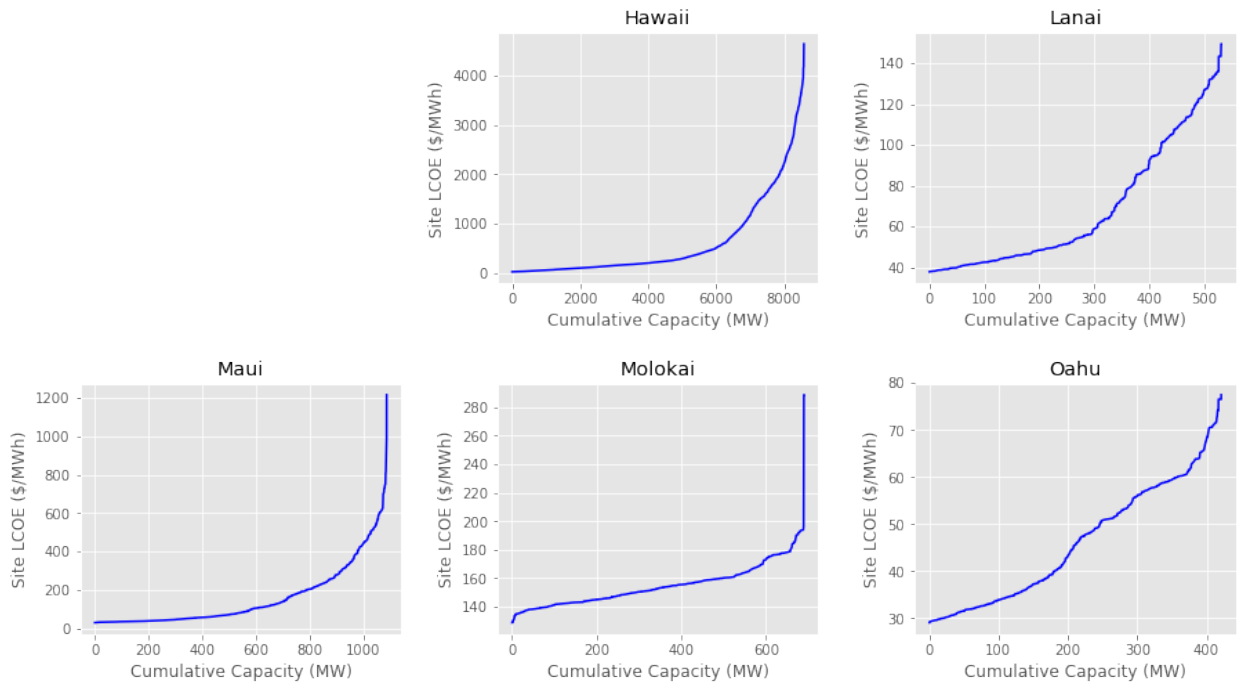 Hawaii
Site LCOE ($/MWh)
4000
3000
2000
1000
0
0 2000 4000 6000 8000
Cumulative Capacity (MW)
Lanai
Site LCOE ($/MWh)
140
120
100
80
60
40
0 100 200 300 400 500
Cumulative Capacity (MW)
Maui
Site LCOE ($/MWh)
1200
1000
800
600
400
200
0
0 200 400 600 800 1000
Cumulative Capacity (MW)
Molokai
Site LCOE ($/MWh)
280
260
240
220
200
180
160
140
0 200 400 600
Cumulative Capacity (MW)
Oahu
Site LCOE ($/MWh)
80
70
60
50
40
30
0 100 200 300 400
Cumulative Capacity (MW)